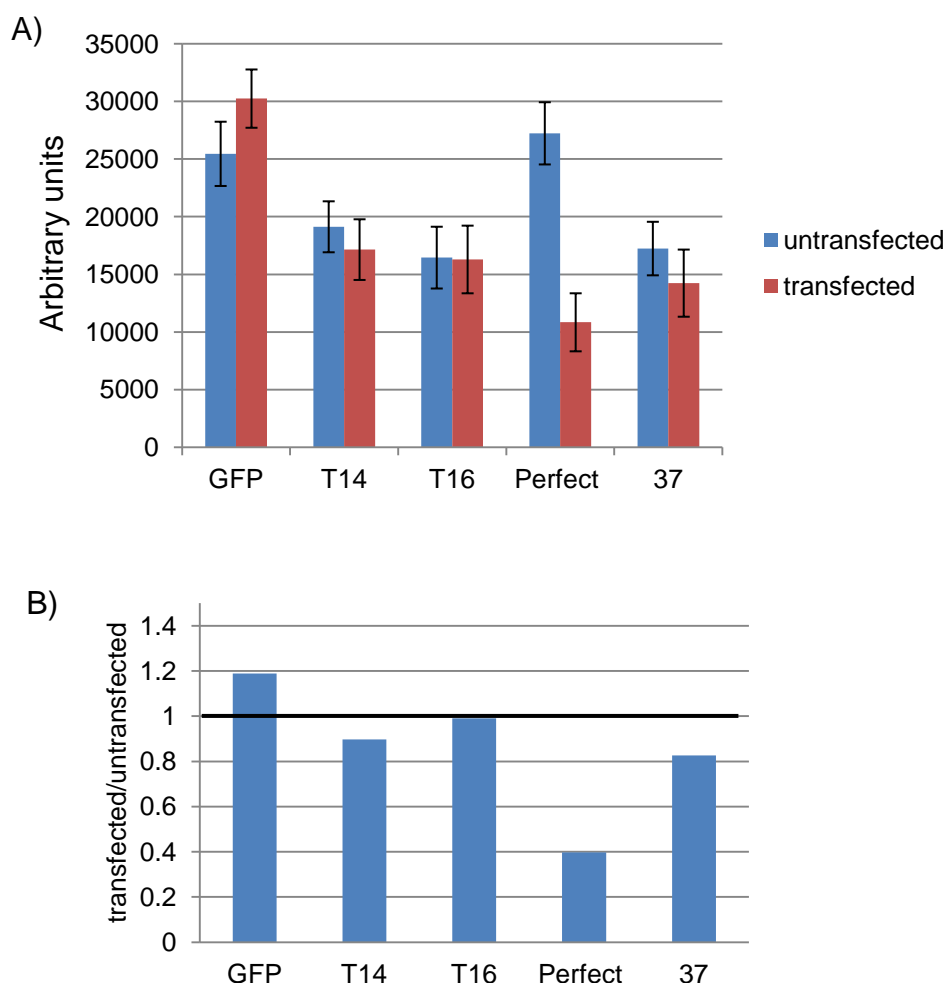 A)
35000
30000
25000
20000
15000
10000
5000
0
Arbitrary units
GFP T14 T16 Perfect 37
untransfected
transfected
B)
1.4
1.2
1
0.8
0.6
0.4
0.2
0
transfected/untransfected
GFP T14 T16 Perfect 37